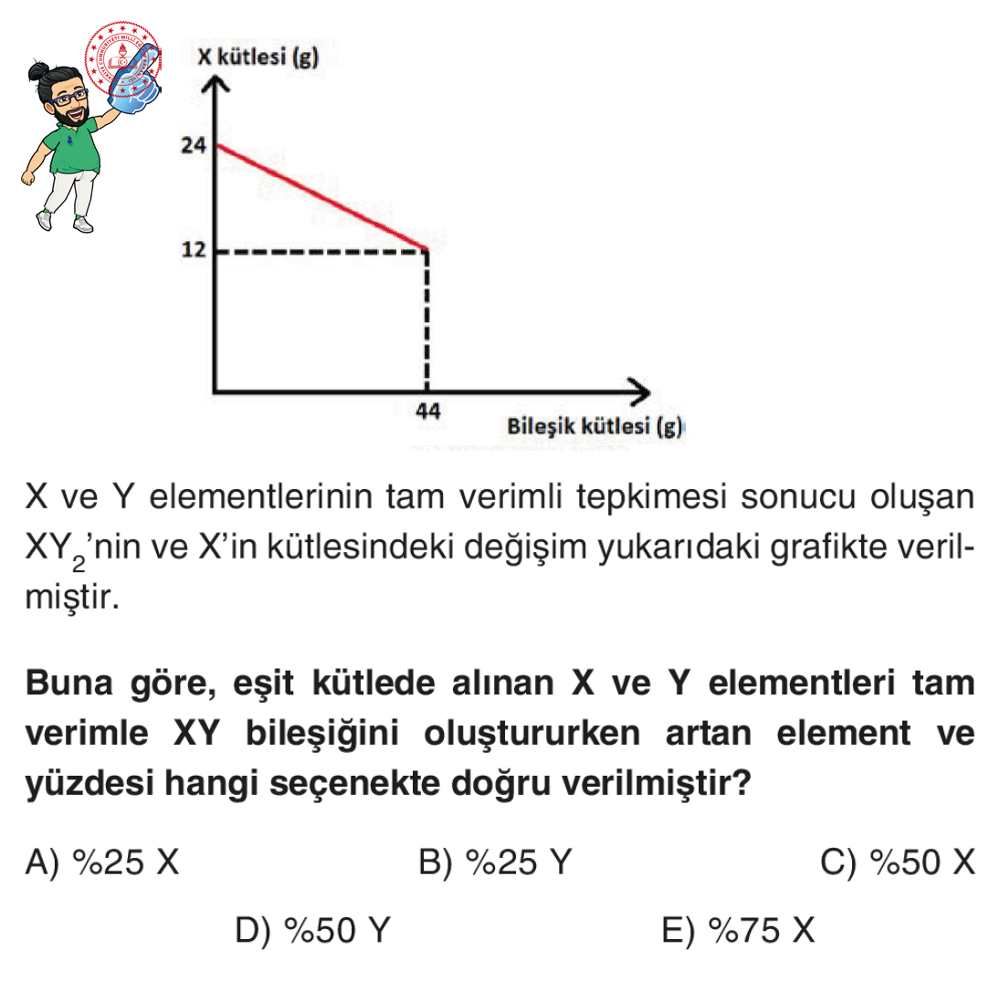 X kütlesi (g)
24
12
44
Bileşik kütlesi (g)
X ve Y elementlerinin tam verimli tepkimesi sonucu oluşan
XY₂’nin ve X’in kütlesindeki değişim yukarıdaki grafikte veril-
miştir.
Buna göre, eşit kütlede alınan X ve Y elementleri tam
verimle XY bileşiğini oluştururken artan element ve
yüzdesi hangi seçenekte doğru verilmiştir?
A) %25 X B) %25 Y C) %50 X
D) %50 Y E) %75 X